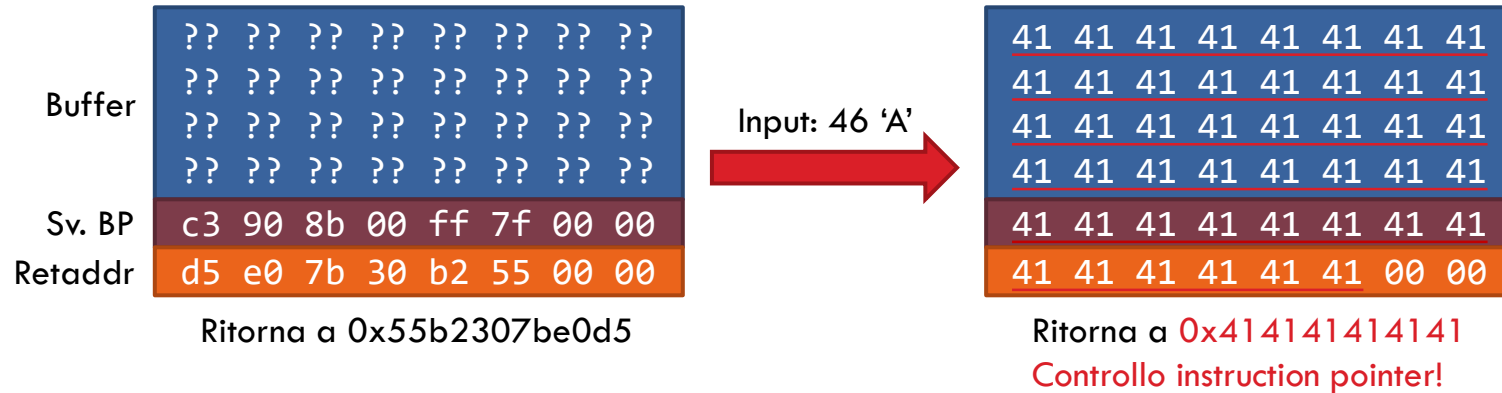 ?? ?? ?? ?? ?? ?? ?? ??
?? ?? ?? ?? ?? ?? ?? ??
Buffer
?? ?? ?? ?? ?? ?? ?? ??
?? ?? ?? ?? ?? ?? ?? ??
Sv. BP c3 90 8b 00 ff 7f 00 00
Retaddr d5 e0 7b 30 b2 55 00 00
Ritorna a 0x55b2307be0d5
Input: 46 ‘A’
41 41 41 41 41 41 41 41
41 41 41 41 41 41 41 41
41 41 41 41 41 41 41 41
41 41 41 41 41 41 41 41
41 41 41 41 41 41 41 41
41 41 41 41 41 41 00 00
Ritorna a 0x414141414141
Controllo instruction pointer!